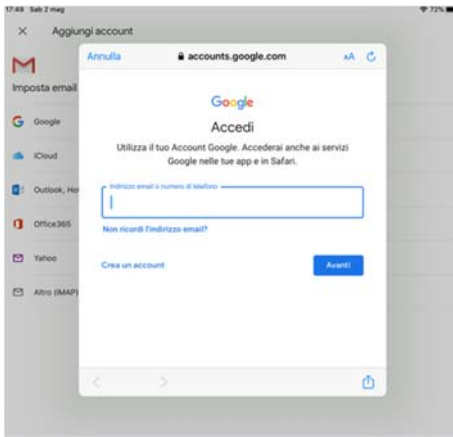 17:49 Sab 2 mag
72%
Aggiungi account
Annulla
accounts.google.com
AA
Imposta email
Google
iCloud
Outlook, Ho
Office365
Yahoo
Altro (IMAP)
Google
Accedi
Utilizza il tuo Account Google. Accederai anche ai servizi
Google nelle tue app e in Safari.
Indirizzo email o numero di telefono
Non ricordi l'indirizzo email?
Crea un account
Avanti